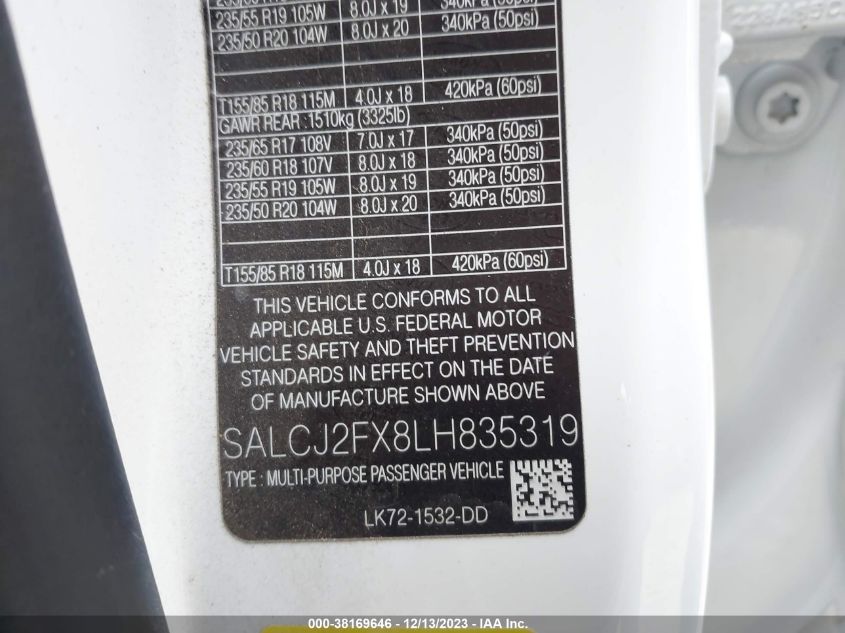 235/55 R19 105W 8.0J x 19 340kPa (50psi)
235/50 R20 104W 8.0J x 20 340kPa (50psi)
T155/85 R18 115M 4.0J x 18 420kPa (60psi)
GAWR REAR :1510kg (3325lb)
235/65 R17 108V 7.0J x 17 340kPa (50psi)
235/60 R18 107V 8.0J x 18 340kPa (50psi)
235/55 R19 105W 8.0J x 19 340kPa (50psi)
235/50 R20 104W 8.0J x 20 340kPa (50psi)
T155/85 R18 115M 4.0J x 18 420kPa (60psi)
THIS VEHICLE CONFORMS TO ALL
APPLICABLE U.S. FEDERAL MOTOR
VEHICLE SAFETY AND THEFT PREVENTION
STANDARDS IN EFFECT ON THE DATE
OF MANUFACTURE SHOWN ABOVE
SALCJ2FX8LH835319
TYPE : MULTI-PURPOSE PASSENGER VEHICLE
LK72-1532-DD
000-38169646 - 12/13/2023 - IAA Inc.